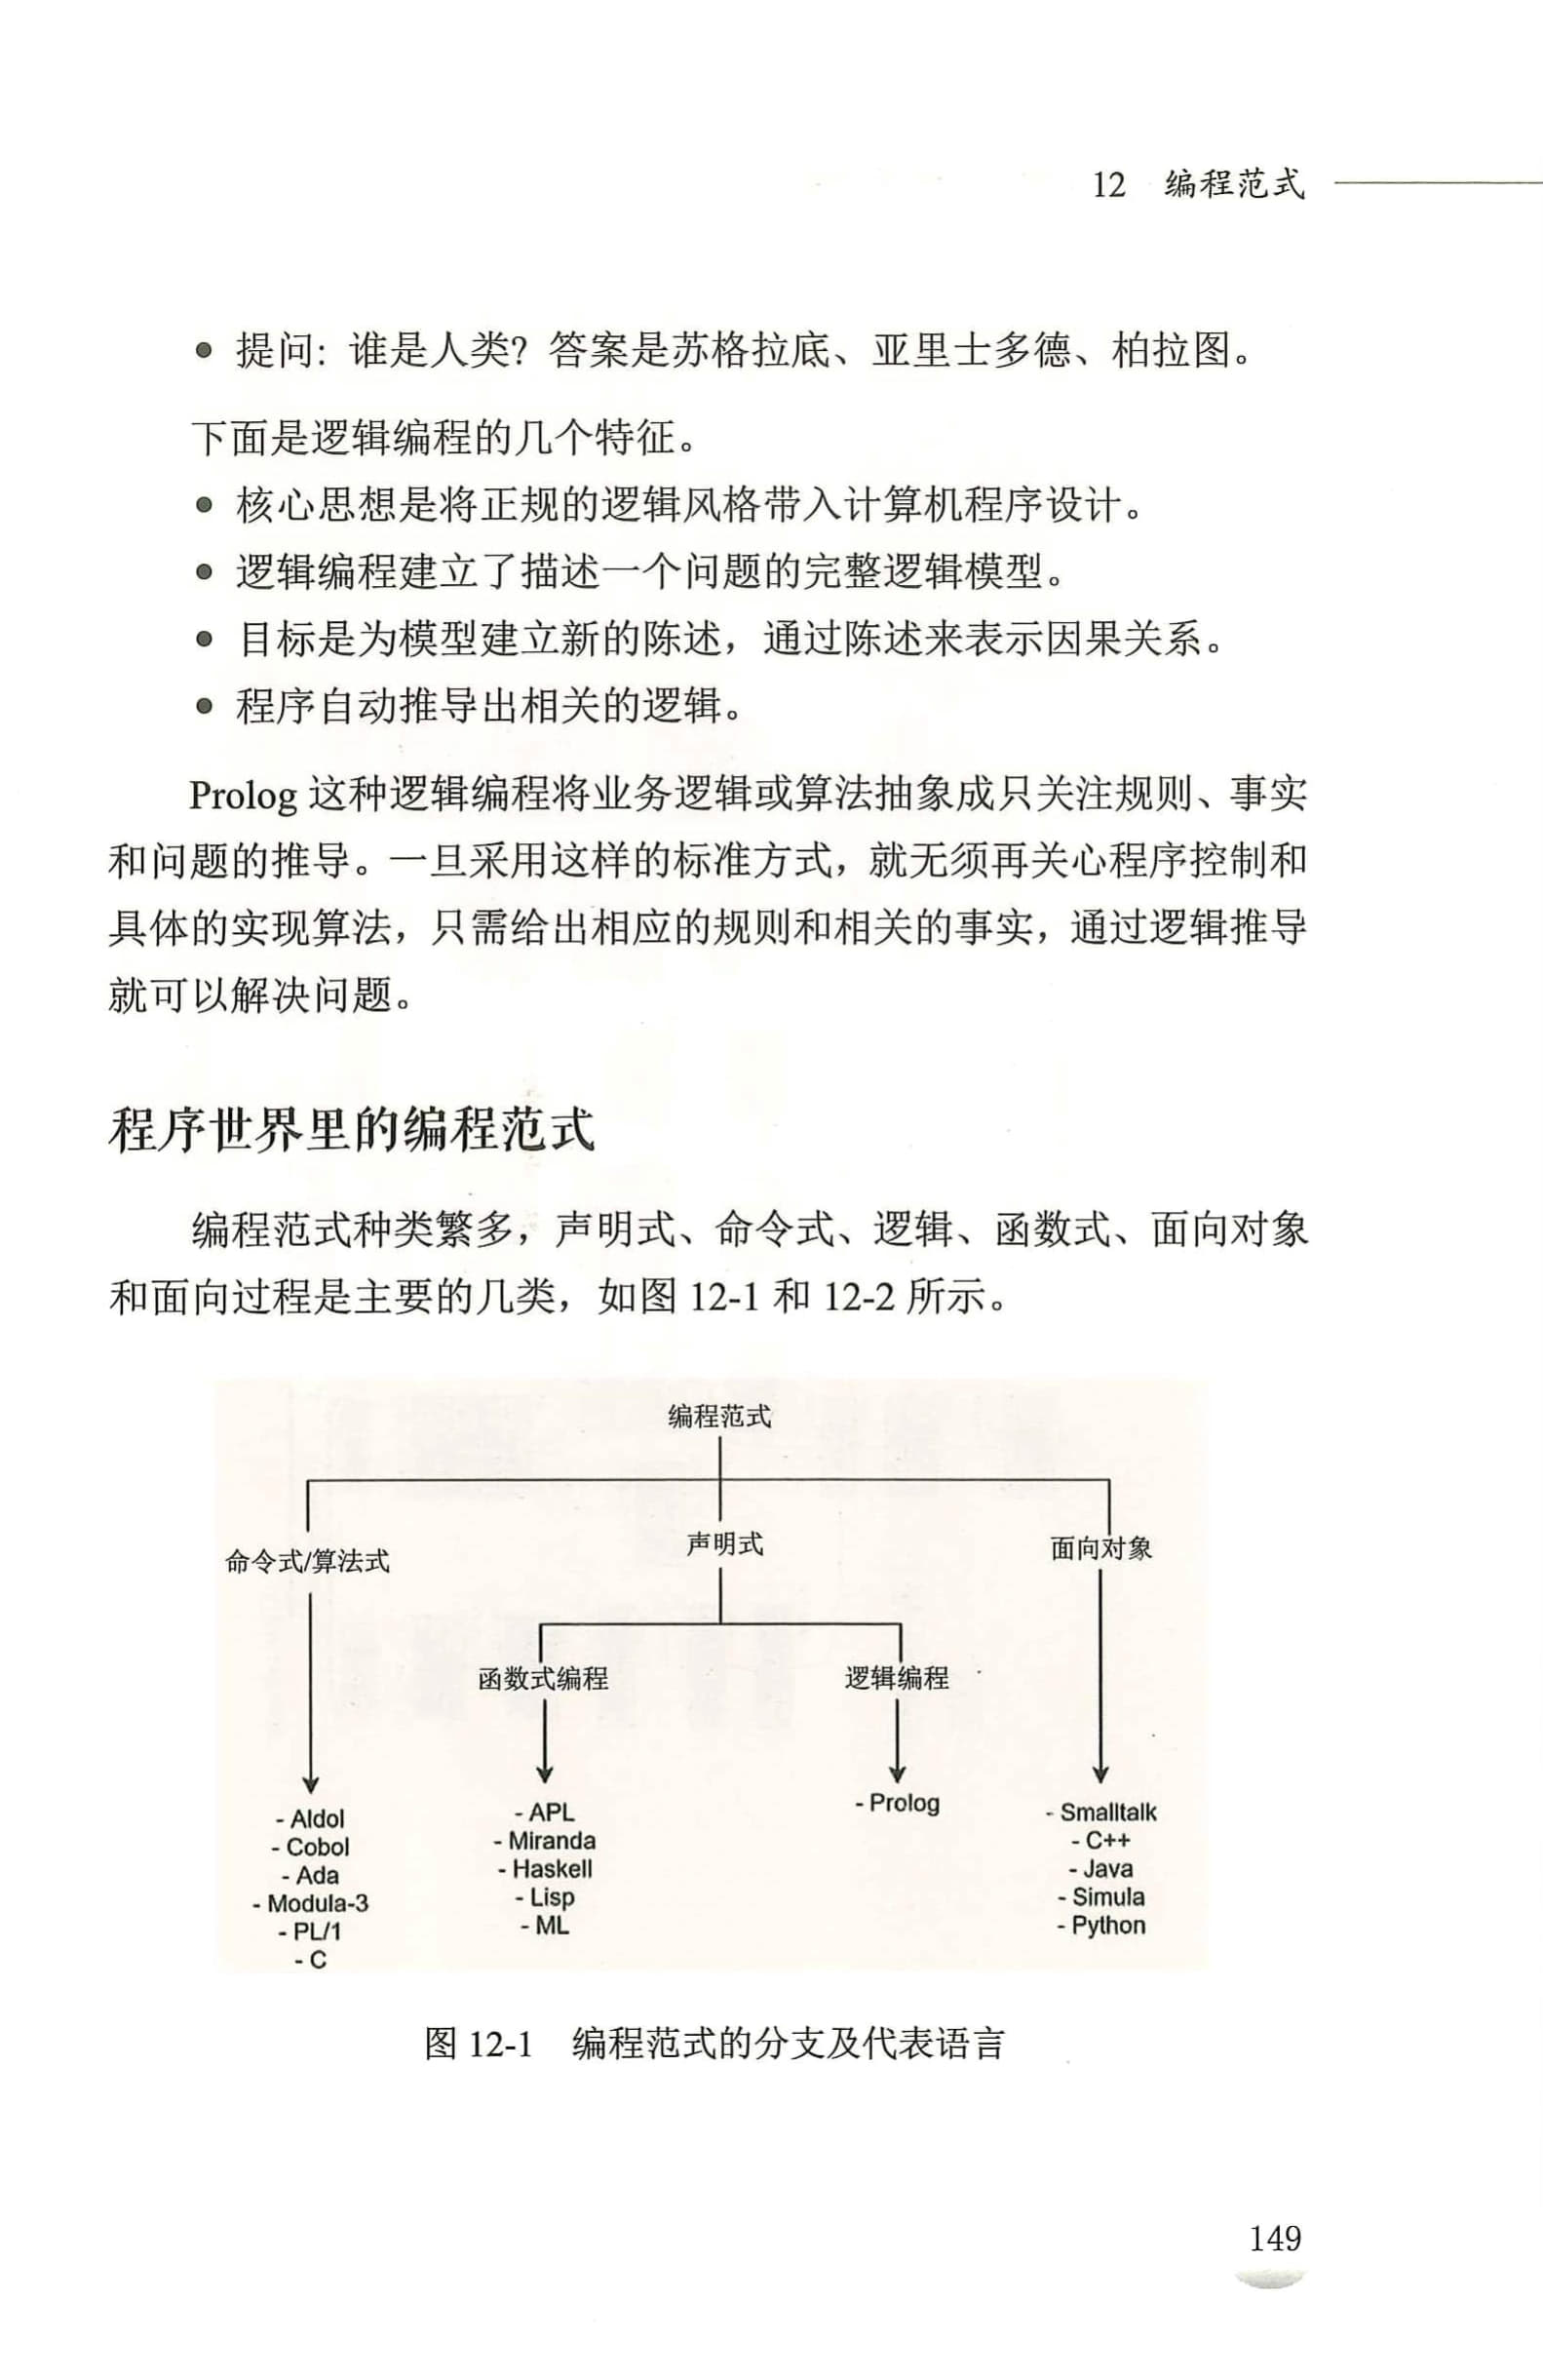 12 编程范式
● 提问：谁是人类？答案是苏格拉底、亚里士多德、柏拉图。
下面是逻辑编程的几个特征。
● 核心思想是将正规的逻辑风格带入计算机程序设计。
● 逻辑编程建立了描述一个问题的完整逻辑模型。
● 目标是为模型建立新的陈述，通过陈述来表示因果关系。
● 程序自动推导出相关的逻辑。
Prolog 这种逻辑编程将业务逻辑或算法抽象成只关注规则、事实
和问题的推导。一旦采用这样的标准方式，就无须再关心程序控制和
具体的实现算法，只需给出相应的规则和相关的事实，通过逻辑推导
就可以解决问题。
程序世界里的编程范式
编程范式种类繁多，声明式、命令式、逻辑、函数式、面向对象
和面向过程是主要的几类，如图 12-1 和 12-2 所示。
编程范式
命令式/算法式
声明式
面向对象
函数式编程
逻辑编程
- Aldol
- Cobol
- Ada
- Modula-3
- PL/1
- C
- APL
- Miranda
- Haskell
- Lisp
- ML
- Prolog
- Smalltalk
- C++
- Java
- Simula
- Python
图 12-1 编程范式的分支及代表语言
149